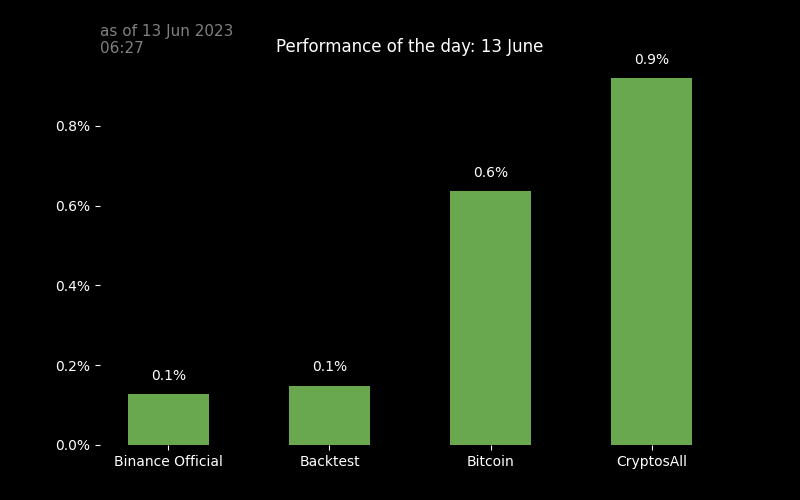 as of 13 Jun 2023
06:27
Performance of the day: 13 June
0.9%
0.8%
0.6%
0.6%
0.4%
0.1%
0.1%
0.2%
0.0%
Binance Official
Backtest
Bitcoin
CryptosAll